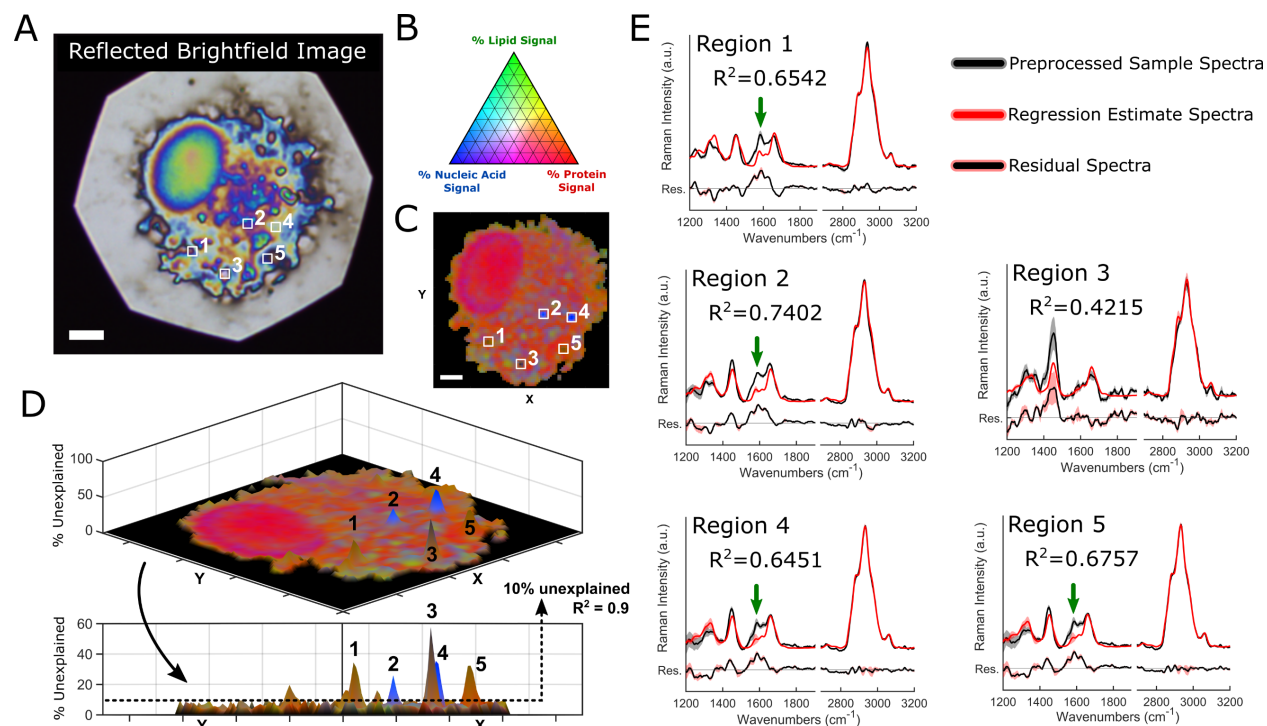 A
Reflected Brightfield Image
1
2
3
4
5
B
% Lipid Signal
% Nucleic Acid
Signal
% Protein
Signal
C
Y
X
1
2
3
4
5
D
% Unexplained
100
50
0
1
2
3
4
5
Y
X
10% unexplained
R² = 0.9
% Unexplained
60
40
20
0
1
2
3
4
5
Y
X
E
Region 1
R²=0.6542
Raman Intensity (a.u.)
Res.
1200 1400 1600 1800 2800 3000 3200
Wavenumbers (cm⁻¹)
Preprocessed Sample Spectra
Regression Estimate Spectra
Residual Spectra
Region 2
R²=0.7402
Raman Intensity (a.u.)
Res.
1200 1400 1600 1800 2800 3000 3200
Wavenumbers (cm⁻¹)
Region 3
R²=0.4215
Raman Intensity (a.u.)
Res.
1200 1400 1600 1800 2800 3000 3200
Wavenumbers (cm⁻¹)
Region 4
R²=0.6451
Raman Intensity (a.u.)
Res.
1200 1400 1600 1800 2800 3000 3200
Wavenumbers (cm⁻¹)
Region 5
R²=0.6757
Raman Intensity (a.u.)
Res.
1200 1400 1600 1800 2800 3000 3200
Wavenumbers (cm⁻¹)